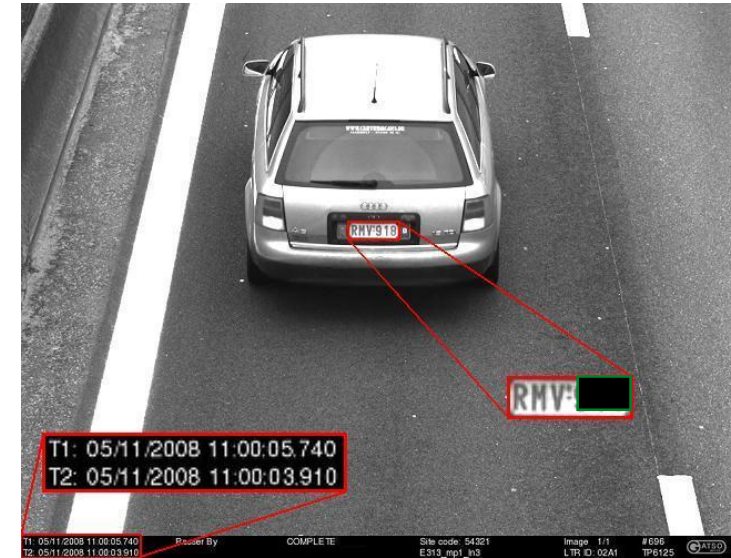 RMV·918
RMV·
T1: 05/11/2008 11:00:05.740
T2: 05/11/2008 11:00:03.910
T1: 05/11/2008 11:00:05.740
T2: 05/11/2008 11:00:03.910
COMPLETE
Site code: 54321
E313_mp1_ln3
Image 1/1
LTR ID: 02A1
#696
TP6125
GATSO